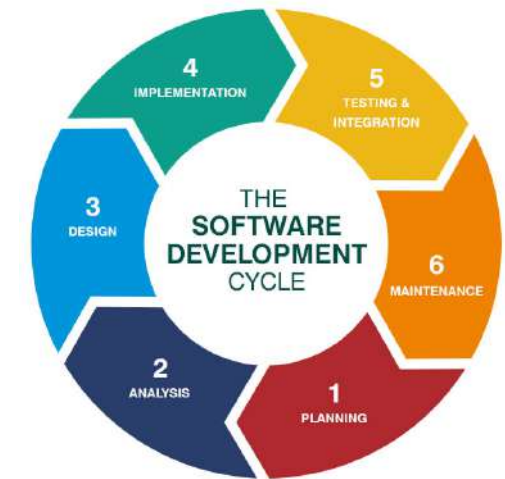 THE
SOFTWARE
DEVELOPMENT
CYCLE
1
PLANNING
2
ANALYSIS
3
DESIGN
4
IMPLEMENTATION
5
TESTING &
INTEGRATION
6
MAINTENANCE